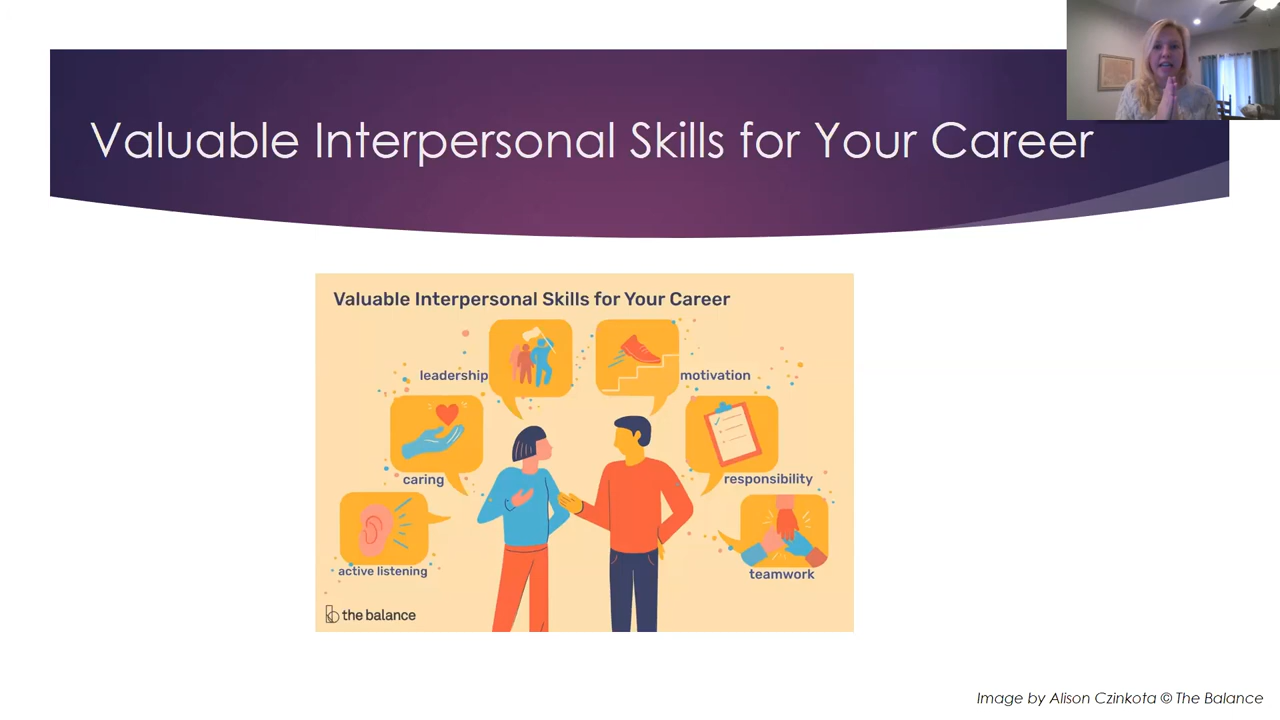 Valuable Interpersonal Skills for Your Career
Valuable Interpersonal Skills for Your Career
leadership
motivation
caring
responsibility
active listening
teamwork
the balance
Image by Alison Czinkota © The Balance